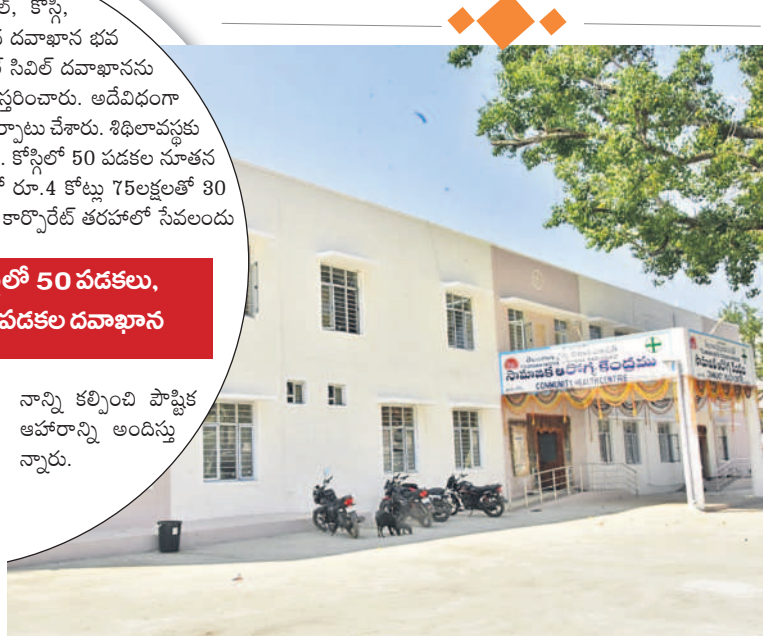 కోస్గి,
దవాఖాన భవ
సివిల్ దవాఖానను
స్తరించారు. అదేవిధంగా
ర్పాటు చేశారు. శిథిలావస్థకు
. కోస్గిలో 50 పడకల నూతన
రూ.4 కోట్లు 75లక్షలతో 30
కార్పొరేట్ తరహాలో సేవలందు
లో 50 పడకలు,
పడకల దవాఖాన
నాన్ని కల్పించి పౌష్టిక
ఆహారాన్ని అందిస్తు
న్నారు.
సామాజిక ఆరోగ్య కేంద్రము
COMMUNITY HEALTH CENTRE